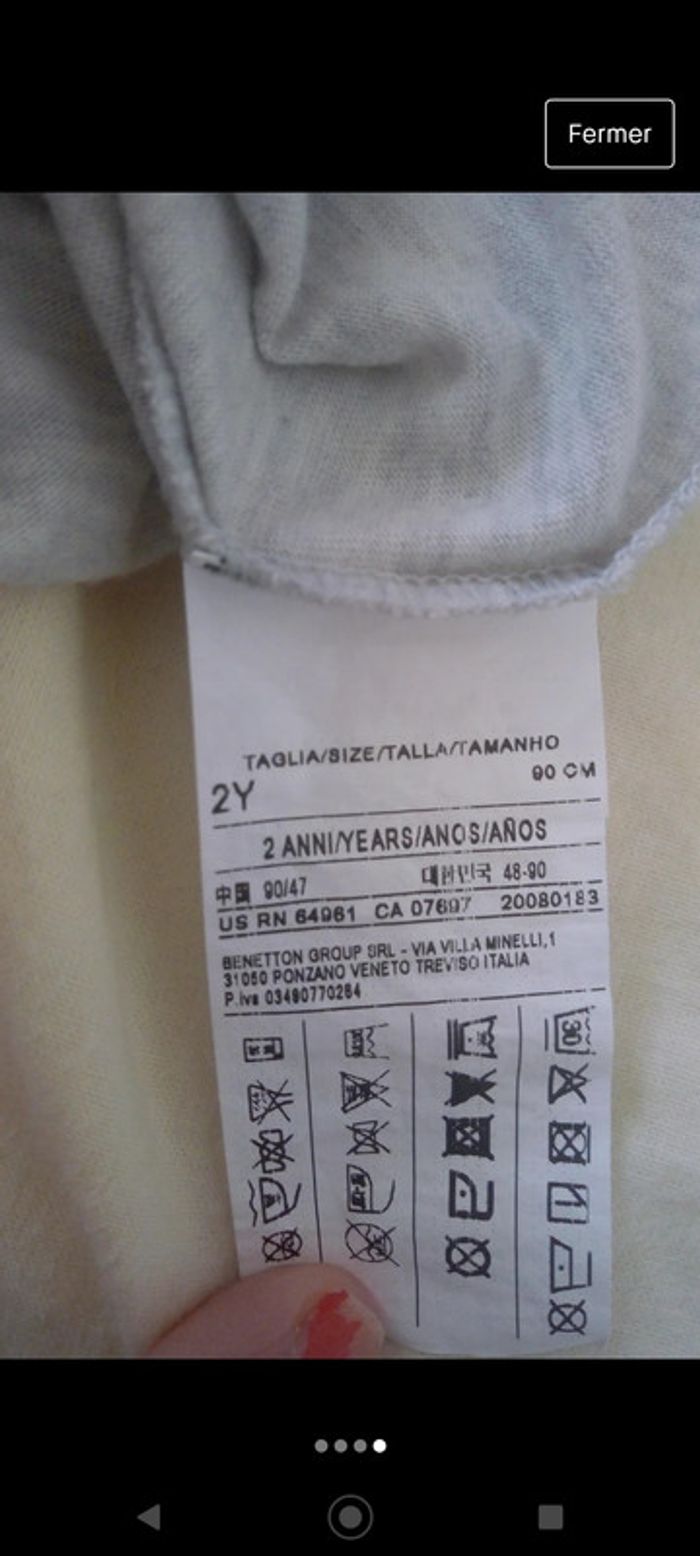 Fermer
TAGLIA/SIZE/TALLA/TAMANHO
2Y 90 CM
2 ANNI/YEARS/ANOS/AÑOS
中国 90/47 대한민국 48-90
US RN 64961 CA 07697 20080183
BENETTON GROUP SRL - VIA VILLA MINELLI,1
31050 PONZANO VENETO TREVISO ITALIA
P.iva 03490770264
30